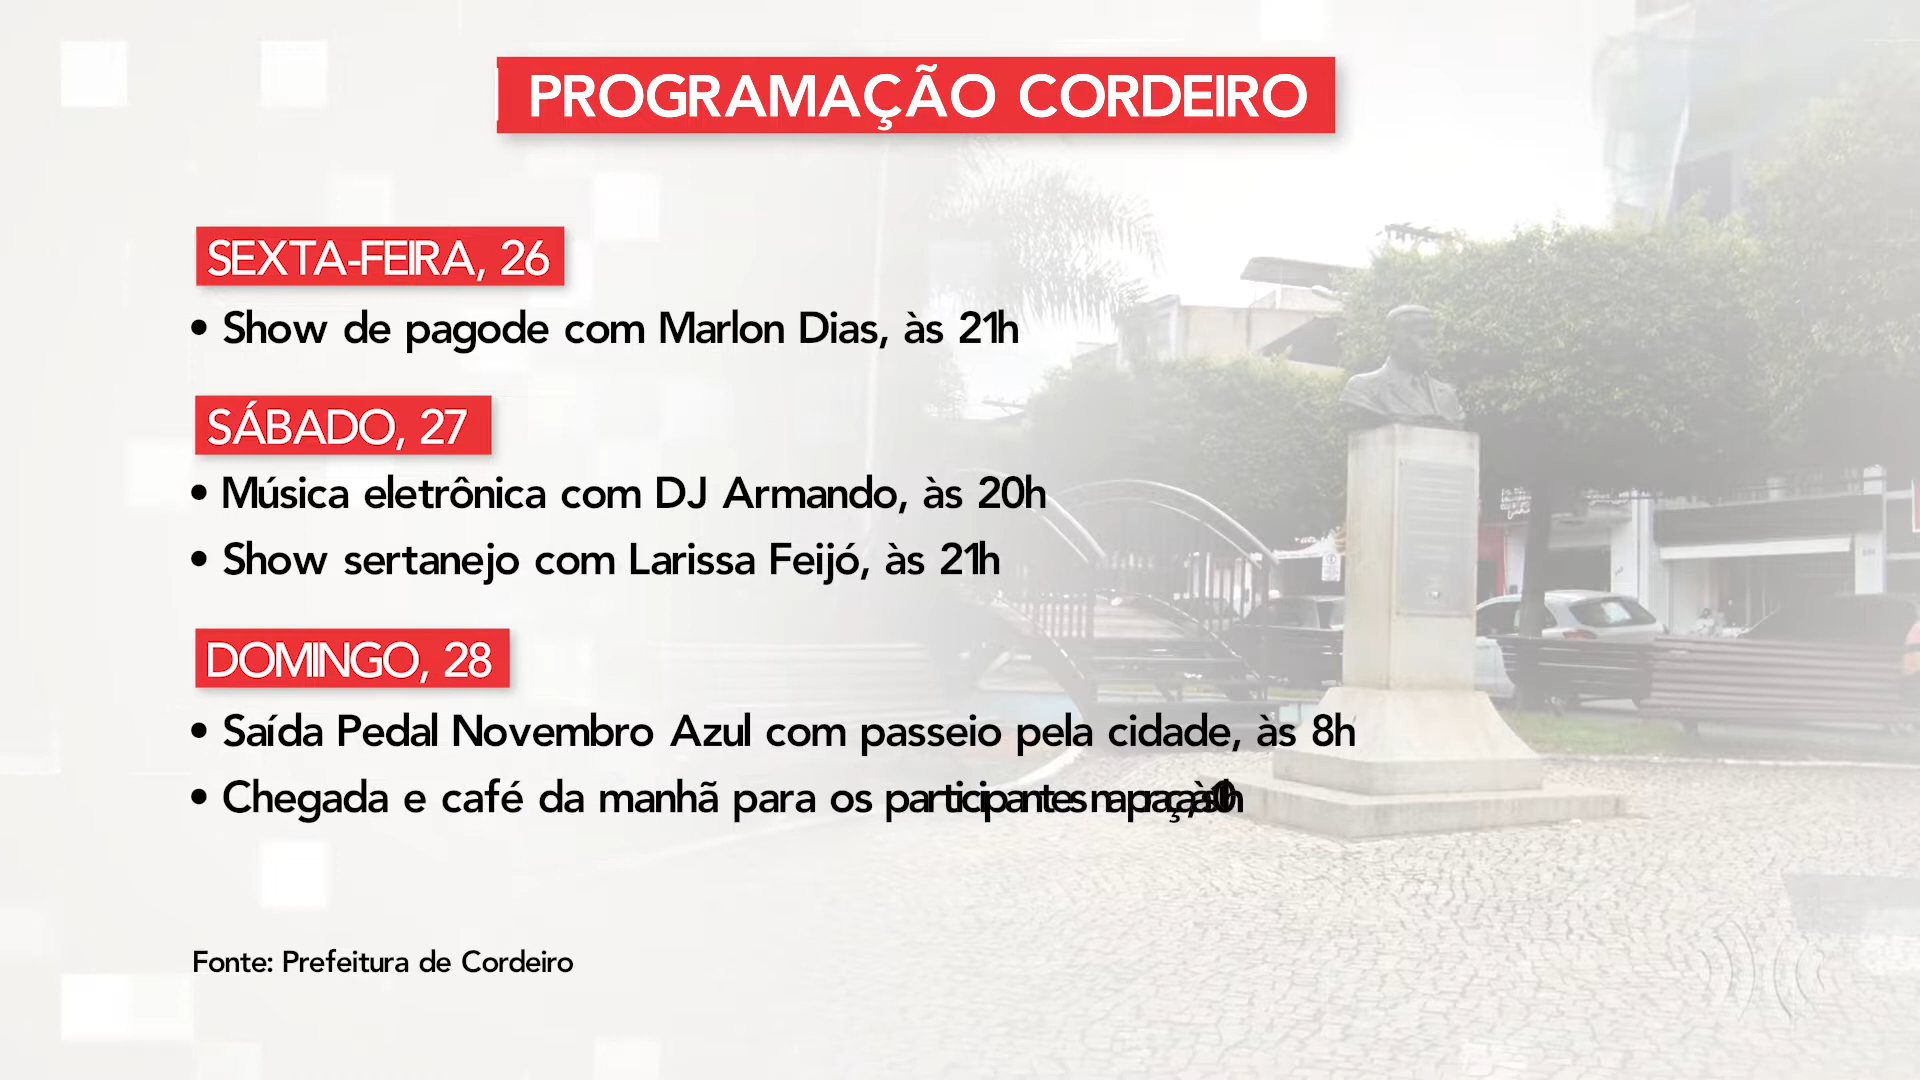 PROGRAMAÇÃO CORDEIRO
SEXTA-FEIRA, 26
• Show de pagode com Marlon Dias, às 21h
SÁBADO, 27
• Música eletrônica com DJ Armando, às 20h
• Show sertanejo com Larissa Feijó, às 21h
DOMINGO, 28
• Saída Pedal Novembro Azul com passeio pela cidade, às 8h
• Chegada e café da manhã para os participantes
Fonte: Prefeitura de Cordeiro